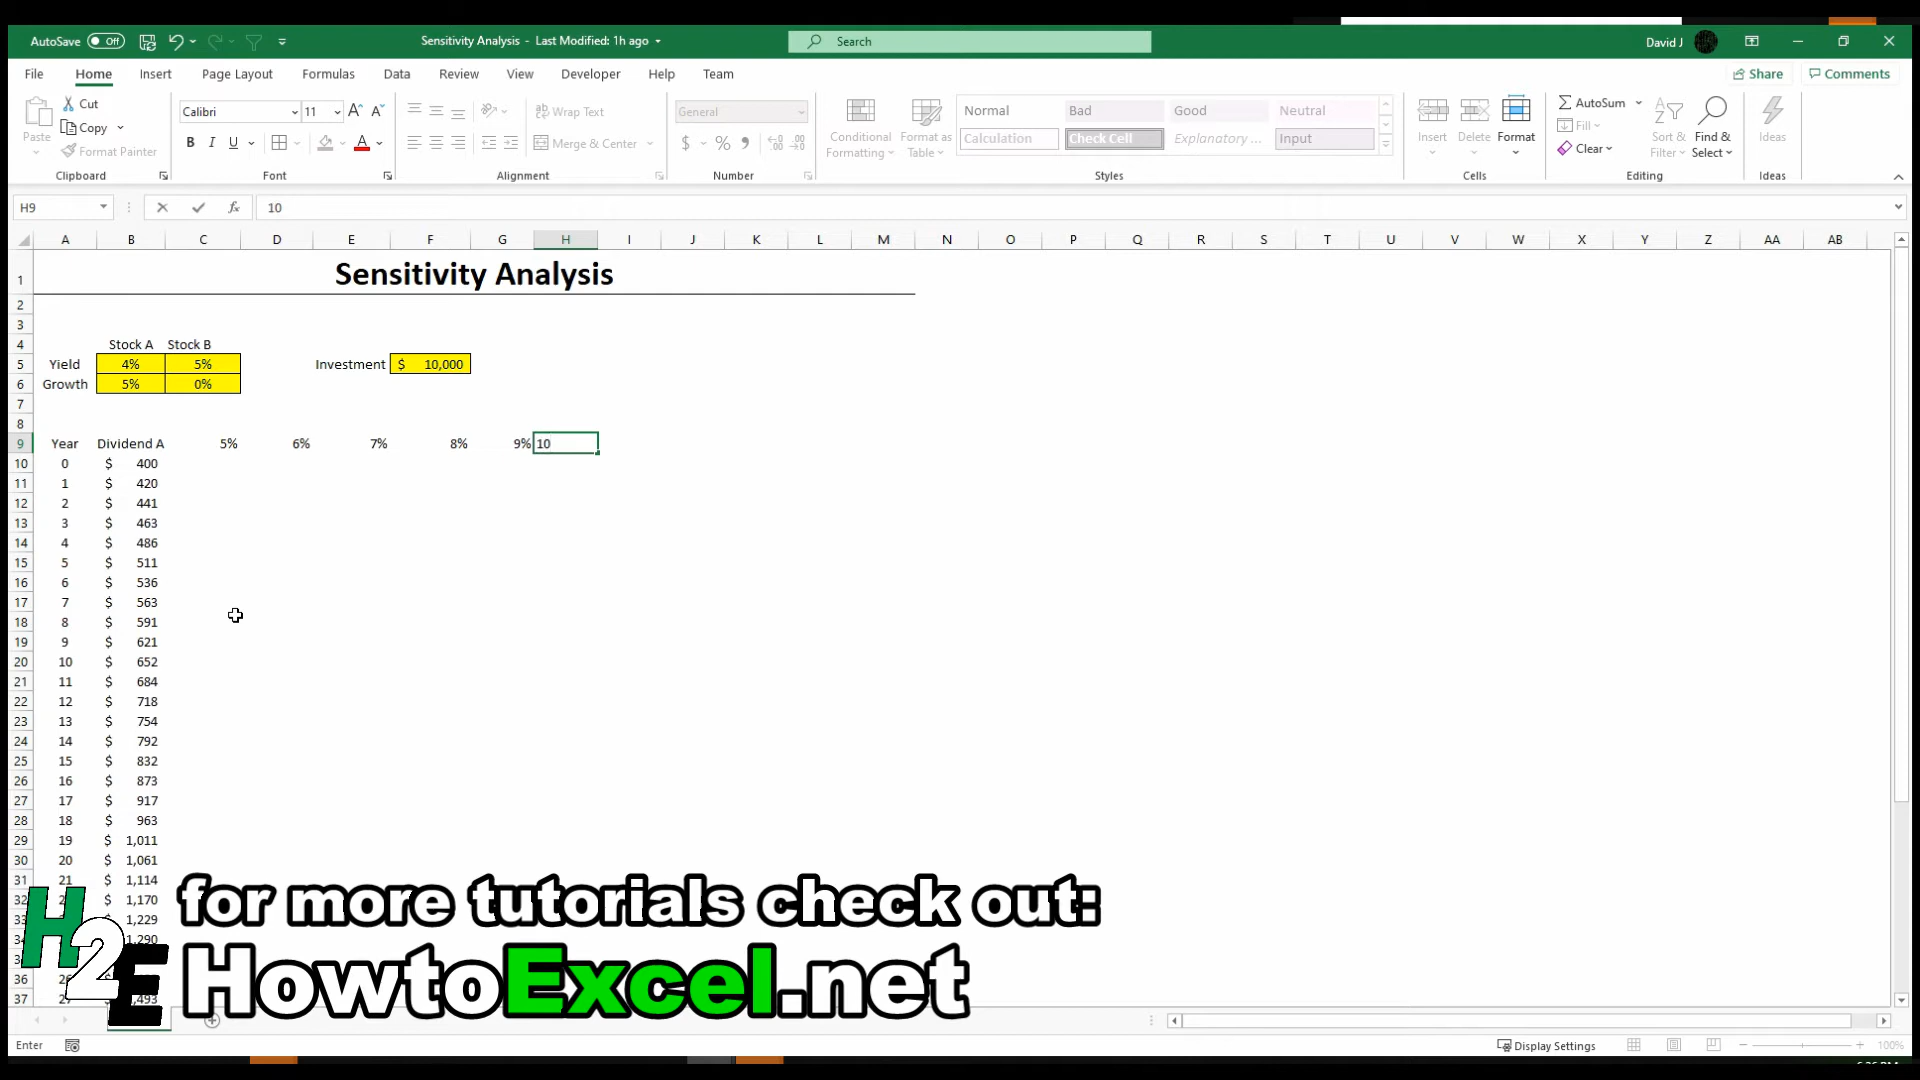 AutoSave Off Sensitivity Analysis - Last Modified: 1h ago Search David J
File Home Insert Page Layout Formulas Data Review View Developer Help Team Share Comments
Paste Cut Copy Format Painter
Clipboard
Calibri 11 B I U
Font
Wrap Text Merge & Center
Alignment
General $ % ,
Number
Conditional Formatting Format as Table
Normal Bad Good Neutral
Calculation Check Cell Explanatory ... Input
Styles
Insert Delete Format
Cells
AutoSum Fill Clear Sort & Filter Find & Select
Editing
Ideas
Ideas
H9 fx 10
A B C D E F G H I J K L M N O P Q R S T U V W X Y Z AA AB
1 Sensitivity Analysis
2
3
4 Stock A Stock B
5 Yield 4% 5% Investment $ 10,000
6 Growth 5% 0%
7
8
9 Year Dividend A 5% 6% 7% 8% 9% 10
10 0 $ 400
11 1 $ 420
12 2 $ 441
13 3 $ 463
14 4 $ 486
15 5 $ 511
16 6 $ 536
17 7 $ 563
18 8 $ 591
19 9 $ 621
20 10 $ 652
21 11 $ 684
22 12 $ 718
23 13 $ 754
24 14 $ 792
25 15 $ 832
26 16 $ 873
27 17 $ 917
28 18 $ 963
29 19 $ 1,011
30 20 $ 1,061
31 21 $ 1,114
32 $ 1,170
33 1,229
1,290
36
37 1,493
H2E
for more tutorials check out:
HowtoExcel.net
Enter Display Settings 100%